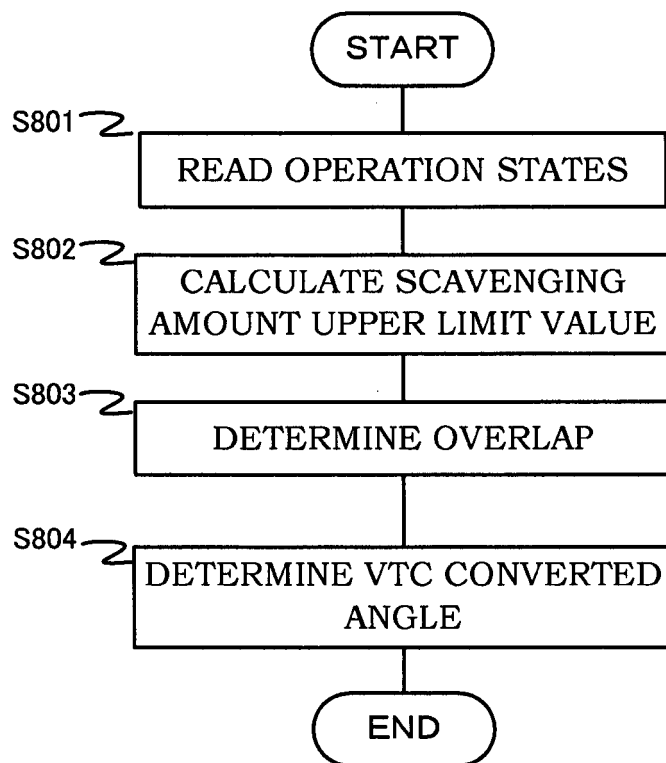 START
S801
READ OPERATION STATES
S802
CALCULATE SCAVENGING
AMOUNT UPPER LIMIT VALUE
S803
DETERMINE OVERLAP
S804
DETERMINE VTC CONVERTED
ANGLE
END